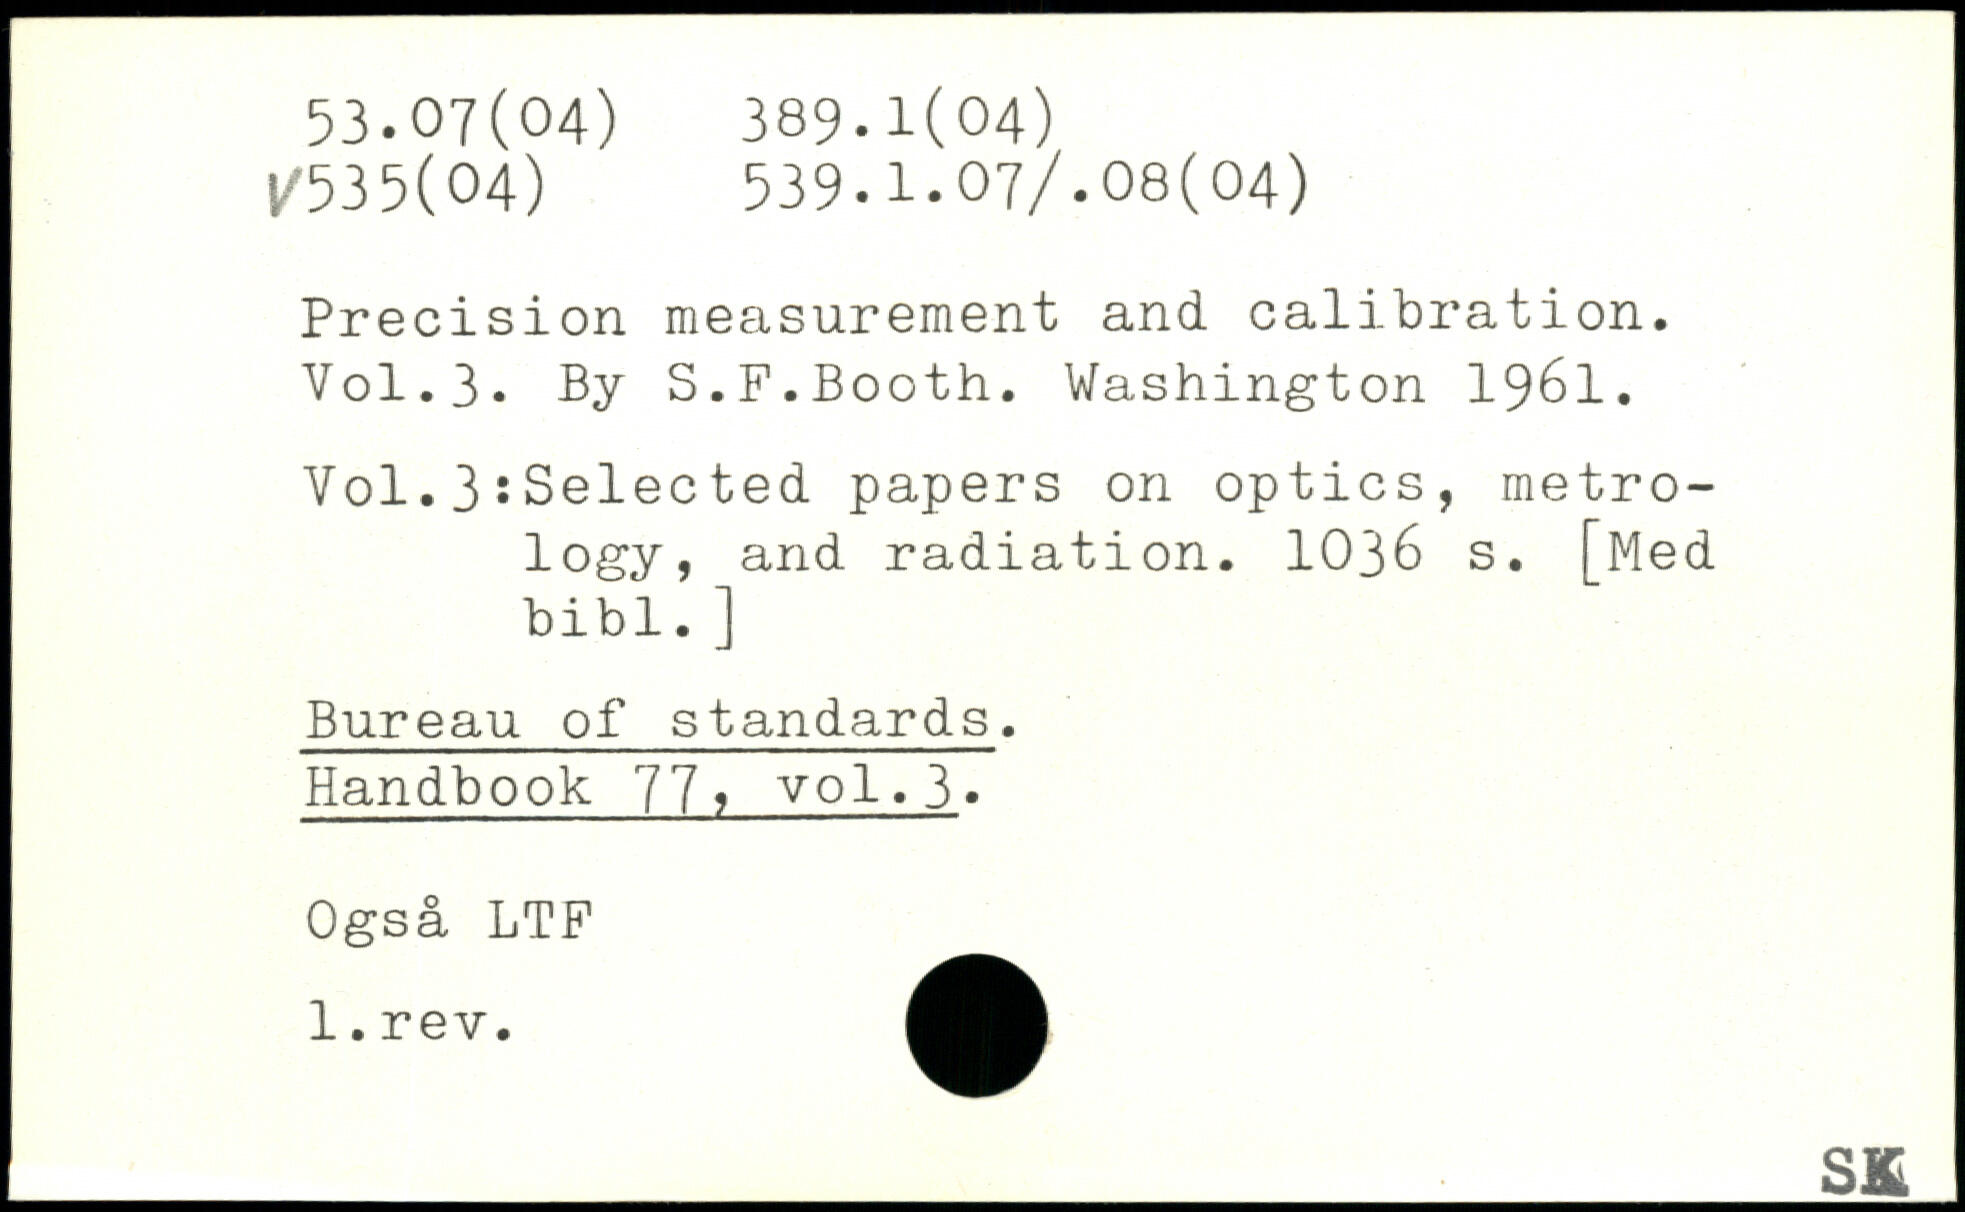 53.07(04) 389.1(04)
V535(04) 539.1.07/.08(04)
Precision measurement and calibration.
Vol.3. By S.F.Booth. Washington 1961.
Vol.3:Selected papers on optics, metro-
logy, and radiation. 1036 s. [Med
bibl.]
Bureau of standards.
Handbook 77, vol.3.
Også LTF
1.rev.
SK